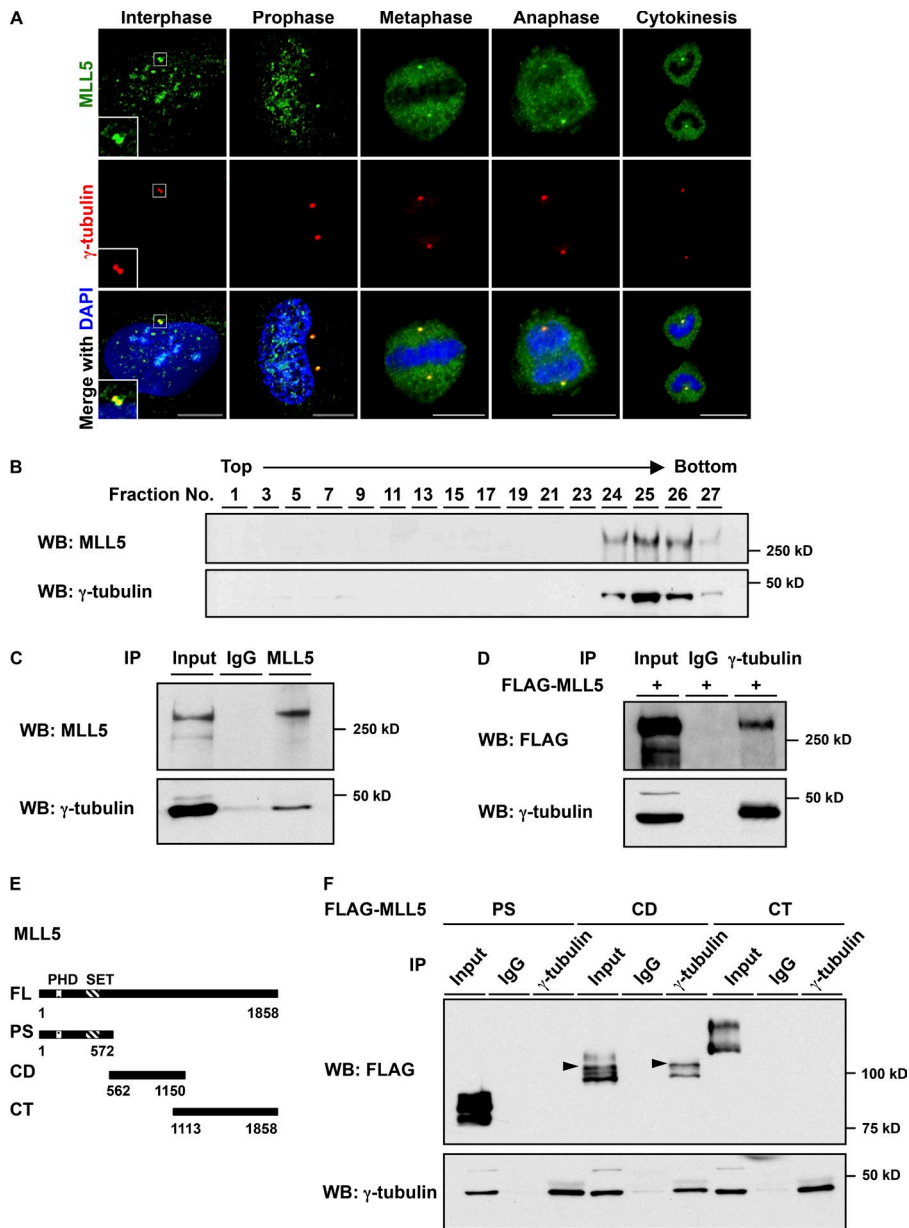 A
Interphase Prophase Metaphase Anaphase Cytokinesis
MLL5
γ-tubulin
Merge with DAPI
B
Top Bottom
Fraction No. 1 3 5 7 9 11 13 15 17 19 21 23 24 25 26 27
WB: MLL5
250 kD
WB: γ-tubulin
50 kD
C
IP Input IgG MLL5
WB: MLL5
250 kD
WB: γ-tubulin
50 kD
D
IP Input IgG γ-tubulin
FLAG-MLL5 + + +
WB: FLAG
250 kD
WB: γ-tubulin
50 kD
E
MLL5
PHD SET
FL
1 1858
PS
1 572
CD
562 1150
CT
1113 1858
F
FLAG-MLL5 PS CD CT
IP Input IgG γ-tubulin Input IgG γ-tubulin Input IgG γ-tubulin
WB: FLAG
100 kD
75 kD
WB: γ-tubulin
50 kD